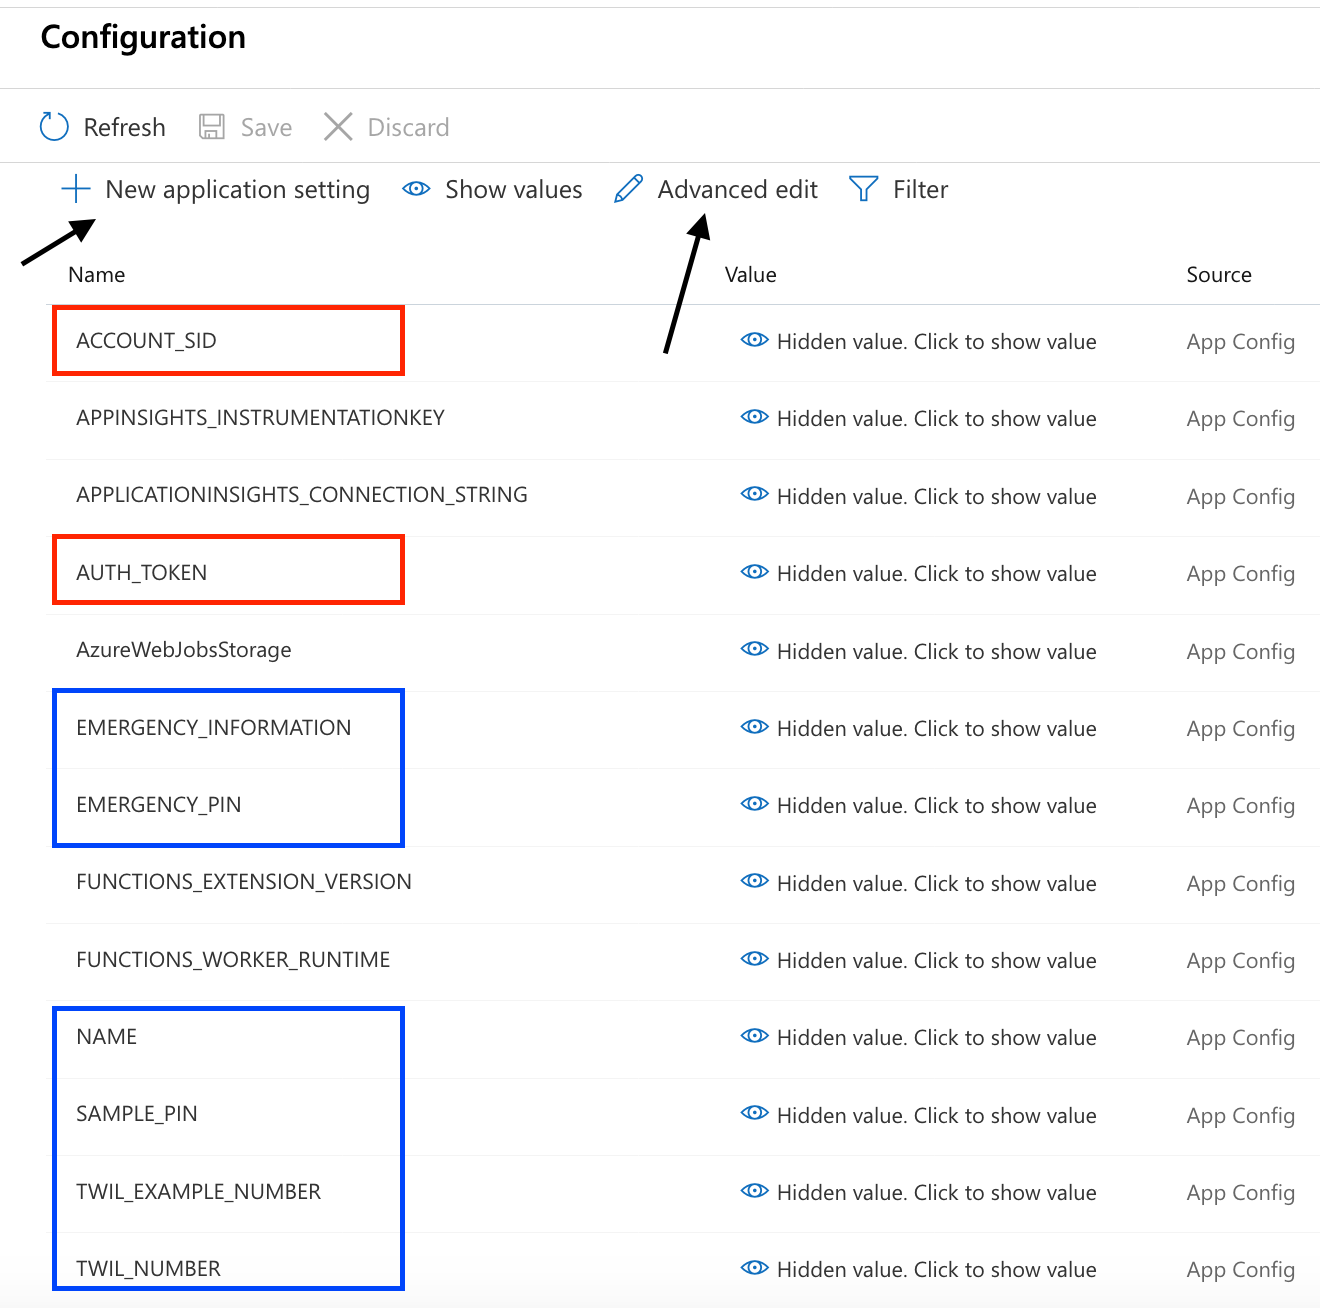 Configuration
Refresh Save Discard
New application setting Show values Advanced edit Filter
Name Value Source
ACCOUNT_SID Hidden value. Click to show value App Config
APPINSIGHTS_INSTRUMENTATIONKEY Hidden value. Click to show value App Config
APPLICATIONINSIGHTS_CONNECTION_STRING Hidden value. Click to show value App Config
AUTH_TOKEN Hidden value. Click to show value App Config
AzureWebJobsStorage Hidden value. Click to show value App Config
EMERGENCY_INFORMATION Hidden value. Click to show value App Config
EMERGENCY_PIN Hidden value. Click to show value App Config
FUNCTIONS_EXTENSION_VERSION Hidden value. Click to show value App Config
FUNCTIONS_WORKER_RUNTIME Hidden value. Click to show value App Config
NAME Hidden value. Click to show value App Config
SAMPLE_PIN Hidden value. Click to show value App Config
TWIL_EXAMPLE_NUMBER Hidden value. Click to show value App Config
TWIL_NUMBER Hidden value. Click to show value App Config